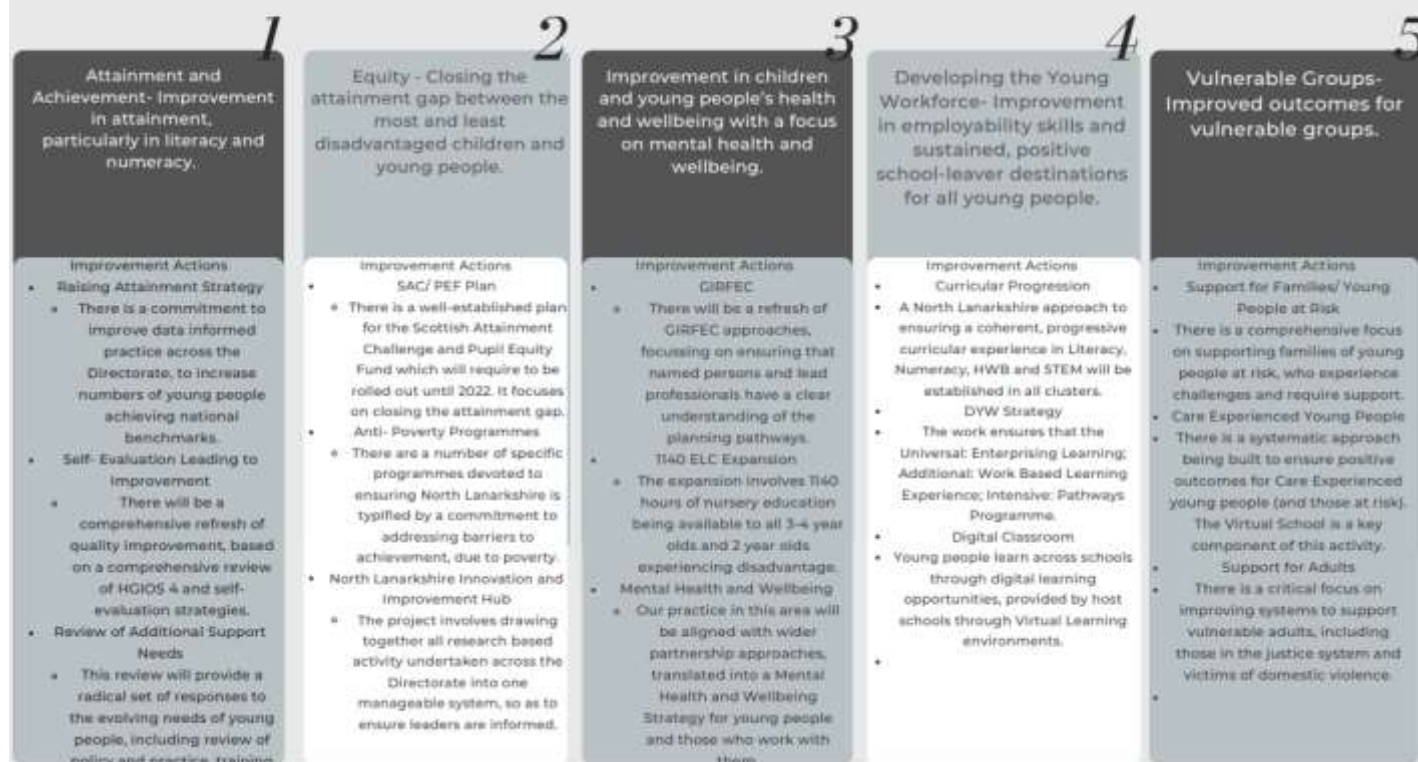 1
Attainment and
Achievement- Improvement
in attainment,
particularly in literacy and
numeracy.
Improvement Actions
• Raising Attainment Strategy
There is a commitment to
improve data informed
practice across the
Directorate, to increase
numbers of young people
achieving national
benchmarks.
• Self- Evaluation Leading to
Improvement
There will be a
comprehensive refresh of
quality improvement, based
on a comprehensive review
of HGIOS 4 and self-
evaluation strategies.
• Review of Additional Support
Needs
This review will provide a
radical set of responses to
the evolving needs of young
people, including review of
policy and practice, training
2
Equity - Closing the
attainment gap between the
most and least
disadvantaged children and
young people.
Improvement Actions
• SAC/ PEF Plan
There is a well-established plan
for the Scottish Attainment
Challenge and Pupil Equity
Fund which will require to be
rolled out until 2022. It focuses
on closing the attainment gap.
• Anti- Poverty Programmes
There are a number of specific
programmes devoted to
ensuring North Lanarkshire is
typified by a commitment to
addressing barriers to
achievement, due to poverty.
• North Lanarkshire Innovation and
Improvement Hub
The project involves drawing
together all research based
activity undertaken across the
Directorate into one
manageable system, so as to
ensure leaders are informed.
3
Improvement in children
and young people's health
and wellbeing with a focus
on mental health and
wellbeing.
Improvement Actions
• GIRFEC
There will be a refresh of
GIRFEC approaches,
focussing on ensuring that
named persons and lead
professionals have a clear
understanding of the
planning pathways.
• 1140 ELC Expansion
The expansion involves 1140
hours of nursery education
being available to all 3-4 year
olds and 2 year olds
experiencing disadvantage.
• Mental Health and Wellbeing
Our practice in this area will
be aligned with wider
partnership approaches,
translated into a Mental
Health and Wellbeing
Strategy for young people
and those who work with
them.
4
Developing the Young
Workforce- Improvement
in employability skills and
sustained, positive
school-leaver destinations
for all young people.
Improvement Actions
• Curricular Progression
• A North Lanarkshire approach to
ensuring a coherent, progressive
curricular experience in Literacy,
Numeracy, HWB and STEM will be
established in all clusters.
• DYW Strategy
• The work ensures that the
Universal: Enterprising Learning;
Additional: Work Based Learning
Experience; Intensive: Pathways
Programme.
• Digital Classroom
• Young people learn across schools
through digital learning
opportunities, provided by host
schools through Virtual Learning
environments.
5
Vulnerable Groups-
Improved outcomes for
vulnerable groups.
Improvement Actions
• Support for Families/ Young
People at Risk
• There is a comprehensive focus
on supporting families of young
people at risk, who experience
challenges and require support.
• Care Experienced Young People
• There is a systematic approach
being built to ensure positive
outcomes for Care Experienced
young people (and those at risk).
The Virtual School is a key
component of this activity.
• Support for Adults
• There is a critical focus on
improving systems to support
vulnerable adults, including
those in the justice system and
victims of domestic violence.